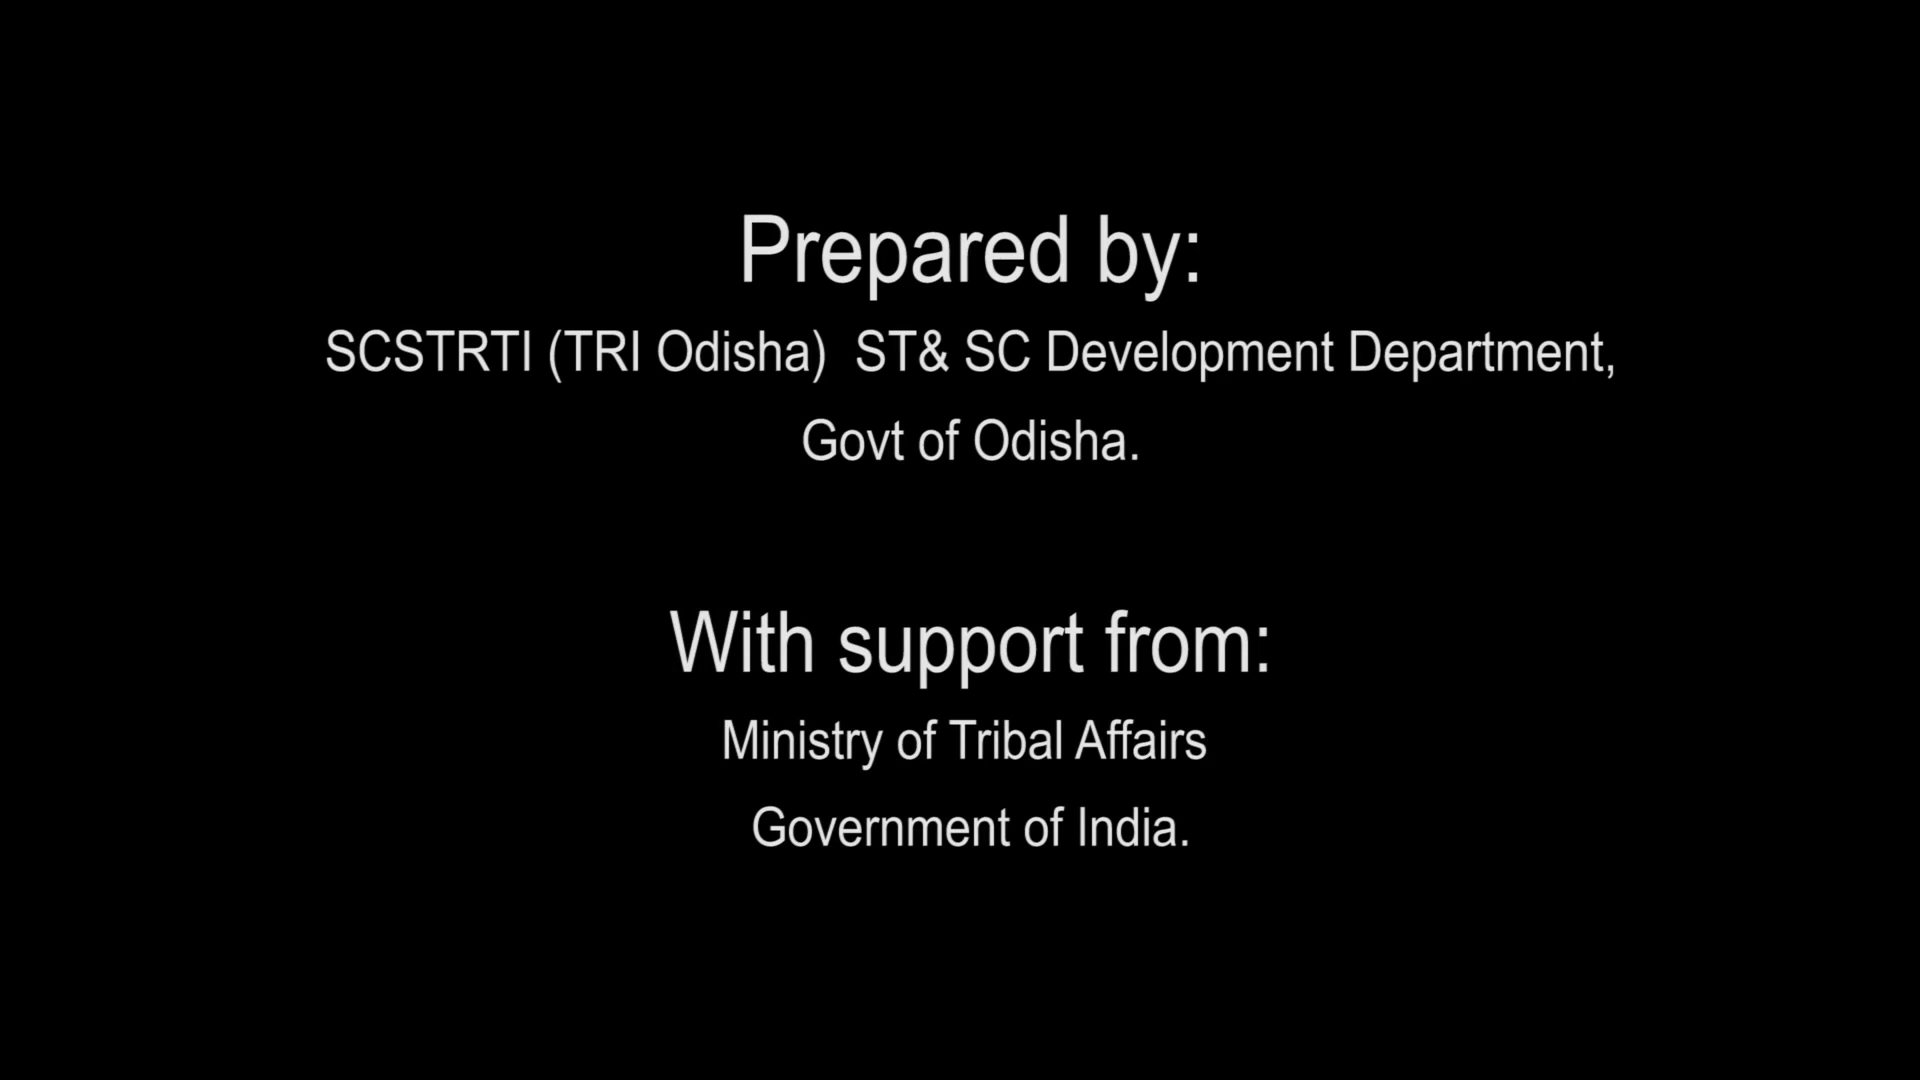 Prepared by:
SCSTRTI (TRI Odisha)  ST& SC Development Department,
Govt of Odisha.
With support from:
Ministry of Tribal Affairs
Government of India.